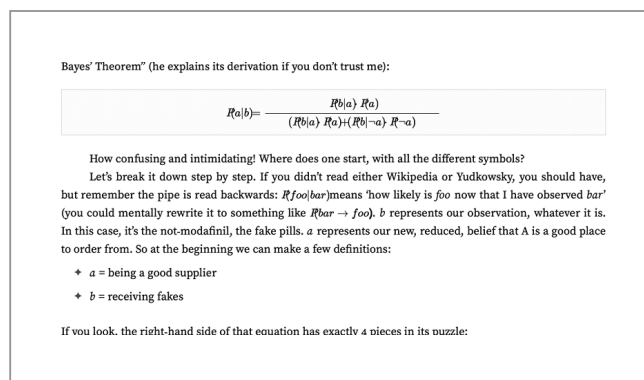 Bayes' Theorem” (he explains its derivation if you don't trust me):
P(a|b)= P(b|a) P(a)
(P(b|a) P(a)+(P(b|¬a) P(¬a)
How confusing and intimidating! Where does one start, with all the different symbols?
Let's break it down step by step. If you didn't read either Wikipedia or Yudkowsky, you should have,
but remember the pipe is read backwards: P(foo|bar)means ‘how likely is foo now that I have observed bar’
(you could mentally rewrite it to something like P(bar → foo). b represents our observation, whatever it is.
In this case, it's the not-modafinil, the fake pills. a represents our new, reduced, belief that A is a good place
to order from. So at the beginning we can make a few definitions:
✦ a = being a good supplier
✦ b = receiving fakes
If you look, the right-hand side of that equation has exactly 4 pieces in its puzzle: